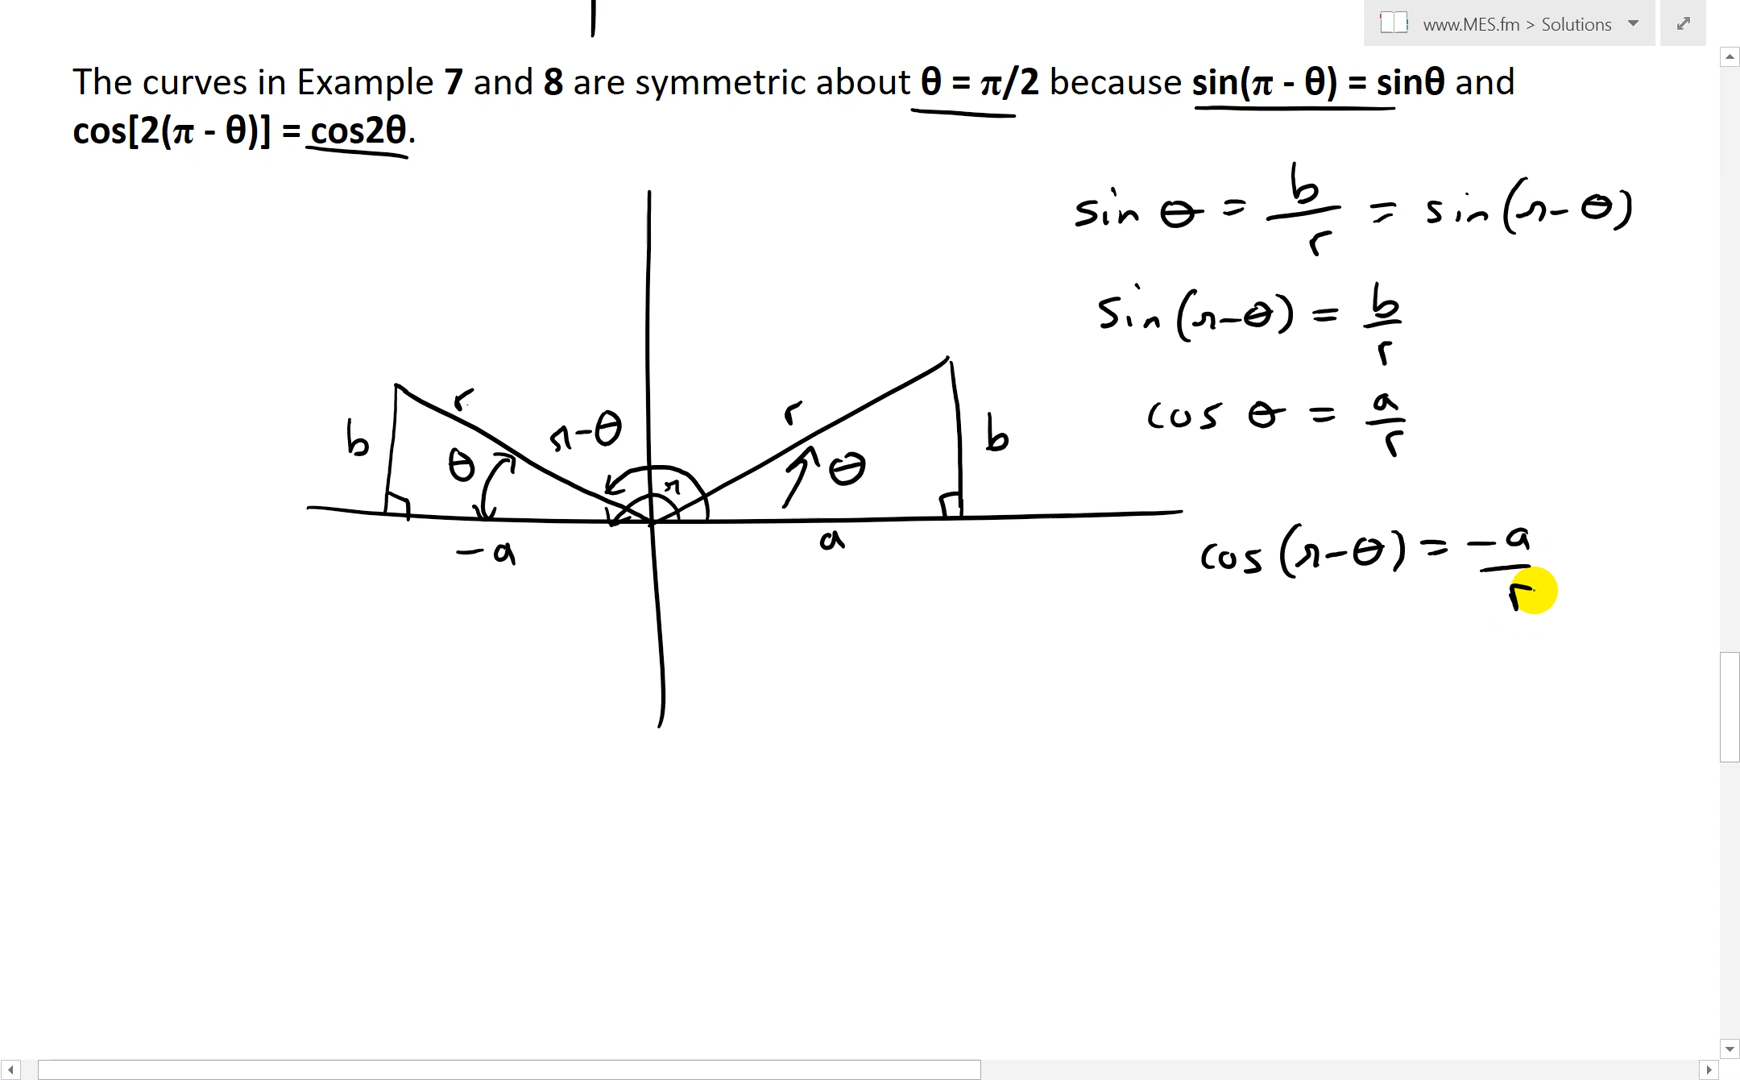 www.MES.fm > Solutions
The curves in Example 7 and 8 are symmetric about θ = π/2 because sin(π - θ) = sinθ and
cos[2(π - θ)] = cos2θ.
sin θ = b/r = sin(π-θ)
sin(π-θ) = b/r
cos θ = a/r
cos(π-θ) = -a/r
b
r
θ
π-θ
π
r
θ
b
-a
a